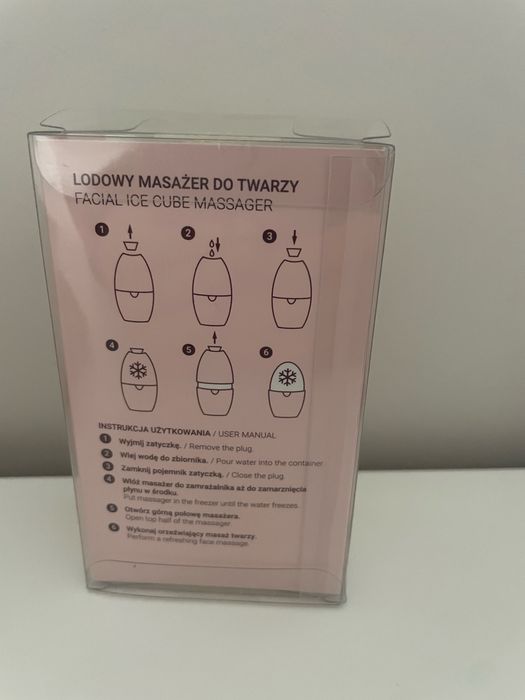 LODOWY MASAŻER DO TWARZY
FACIAL ICE CUBE MASSAGER
1
2
3
4
5
6
INSTRUKCJA UŻYTKOWANIA / USER MANUAL
1 Wyjmij zatyczkę. / Remove the plug.
2 Wlej wodę do zbiornika. / Pour water into the container
3 Zamknij pojemnik zatyczką. / Close the plug.
4 Włóż masażer do zamrażalnika aż do zamarznięcia
płynu w środku.
Put massager in the freezer until the water freezes.
5 Otwórz górną połowę masażera.
Open top half of the massager
6 Wykonaj orzeźwiający masaż twarzy.
Perform a refreshing face massage.